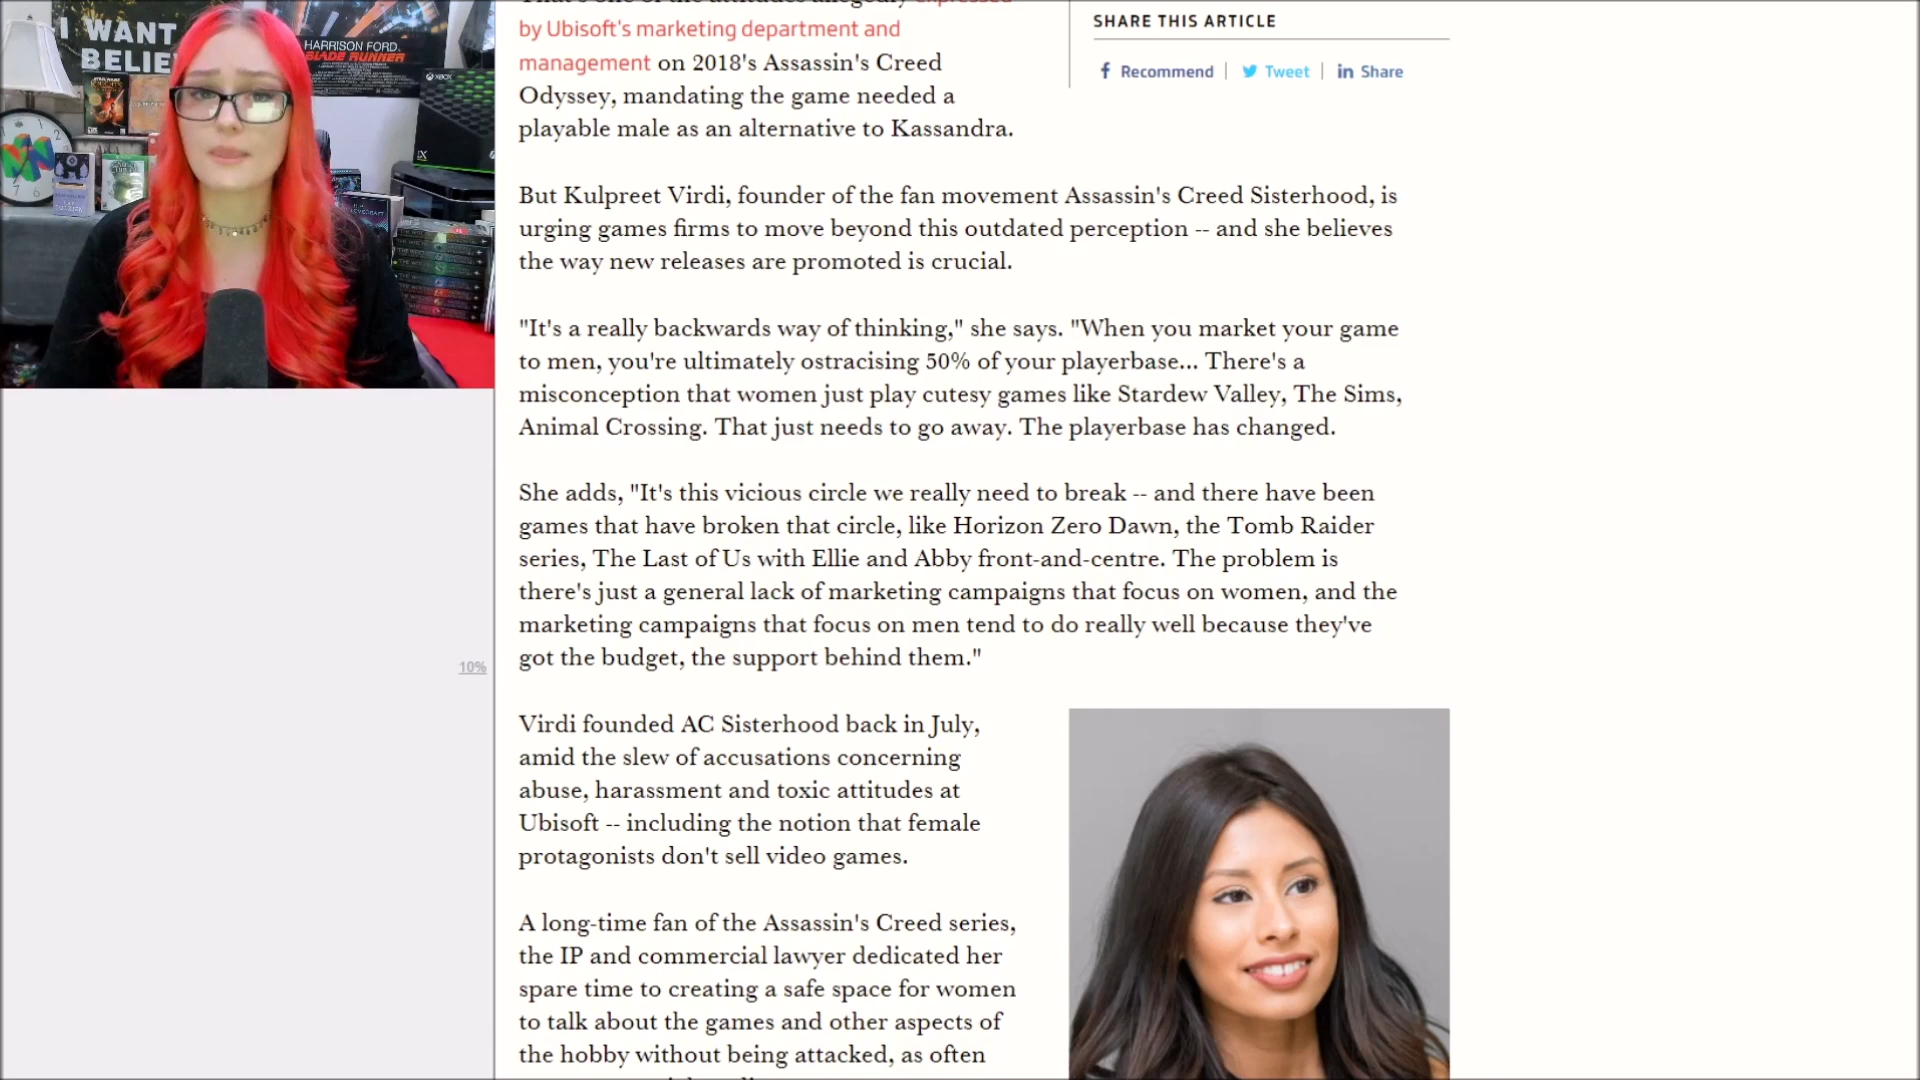 I WANT
BELIE
HARRISON FORD.
BLADE RUNNER
XBOX
by Ubisoft's marketing department and
management on 2018's Assassin's Creed
Odyssey, mandating the game needed a
playable male as an alternative to Kassandra.
SHARE THIS ARTICLE
Recommend
Tweet
Share
But Kulpreet Virdi, founder of the fan movement Assassin's Creed Sisterhood, is
urging games firms to move beyond this outdated perception -- and she believes
the way new releases are promoted is crucial.
"It's a really backwards way of thinking," she says. "When you market your game
to men, you're ultimately ostracising 50% of your playerbase... There's a
misconception that women just play cutesy games like Stardew Valley, The Sims,
Animal Crossing. That just needs to go away. The playerbase has changed.
She adds, "It's this vicious circle we really need to break -- and there have been
games that have broken that circle, like Horizon Zero Dawn, the Tomb Raider
series, The Last of Us with Ellie and Abby front-and-centre. The problem is
there's just a general lack of marketing campaigns that focus on women, and the
marketing campaigns that focus on men tend to do really well because they've
got the budget, the support behind them."
10%
Virdi founded AC Sisterhood back in July,
amid the slew of accusations concerning
abuse, harassment and toxic attitudes at
Ubisoft -- including the notion that female
protagonists don't sell video games.
A long-time fan of the Assassin's Creed series,
the IP and commercial lawyer dedicated her
spare time to creating a safe space for women
to talk about the games and other aspects of
the hobby without being attacked, as often